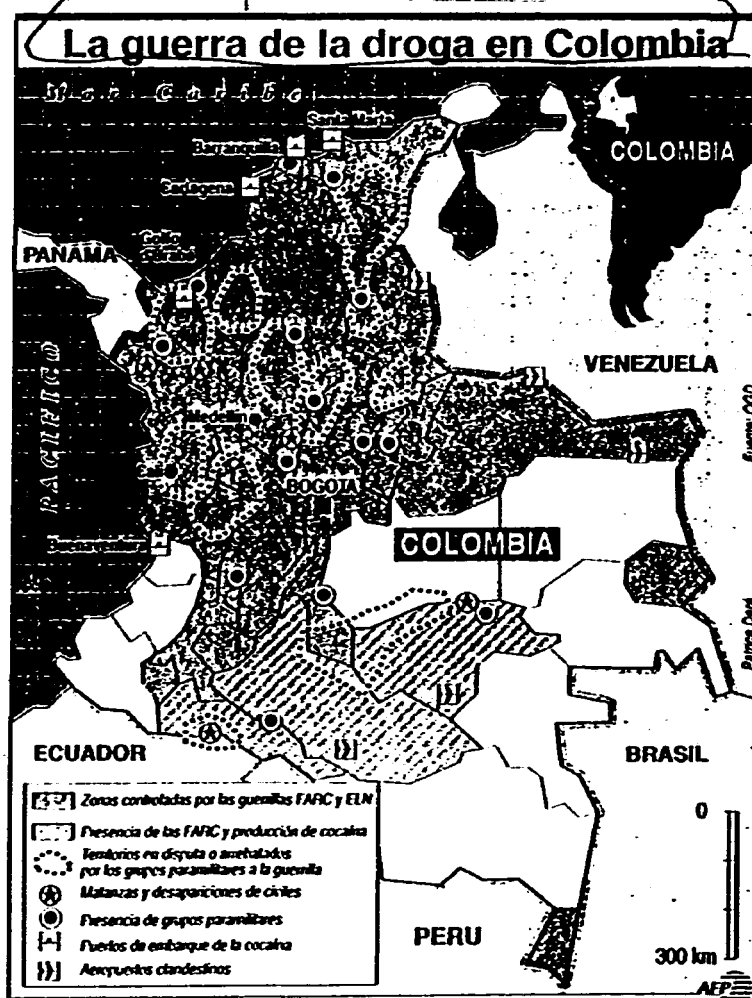 La guerra de la droga en Colombia
Mar Caribe
Santa Marta
Barranquilla
Cartagena
COLOMBIA
PANAMA
Golfo
Urabá
VENEZUELA
PACIFICO
Medellín
BOGOTA
Buenaventura
COLOMBIA
ECUADOR
BRASIL
Zonas controladas por las guerrillas FARC y ELN
Presencia de las FARC y producción de cocaína
Territorios en disputa o arrebatados
por los grupos paramilitares a la guerrilla
Matanzas y desapariciones de civiles
Presencia de grupos paramilitares
Puertos de embarque de la cocaína
Aeropuertos clandestinos
PERU
0
300 km
AFP